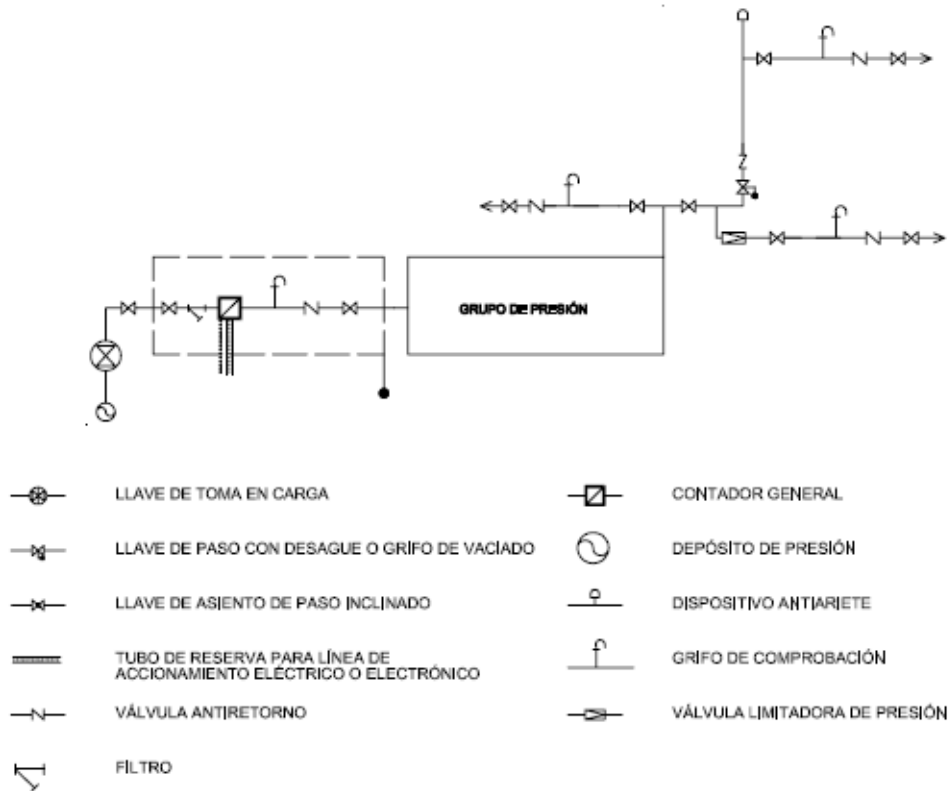 GRUPO DE PRESIÓN
LLAVE DE TOMA EN CARGA
CONTADOR GENERAL
LLAVE DE PASO CON DESAGUE O GRIFO DE VACIADO
DEPÓSITO DE PRESIÓN
LLAVE DE ASIENTO DE PASO INCLINADO
DISPOSITIVO ANTIARIETE
TUBO DE RESERVA PARA LÍNEA DE
ACCIONAMIENTO ELÉCTRICO O ELECTRÓNICO
GRIFO DE COMPROBACIÓN
VÁLVULA ANTIRETORNO
VÁLVULA LIMITADORA DE PRESIÓN
FILTRO